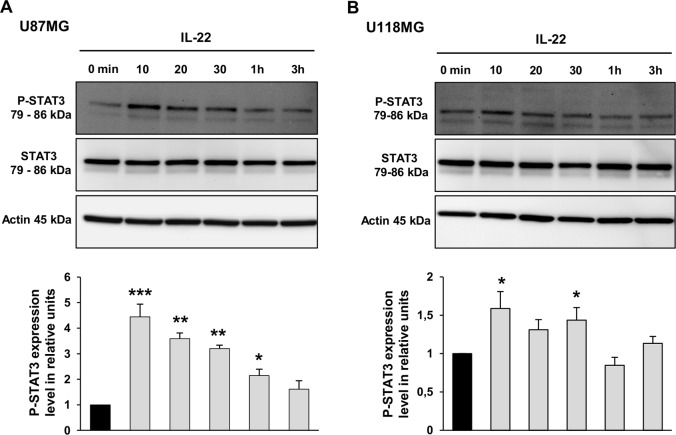 A
U87MG
IL-22
0 min 10 20 30 1h 3h
P-STAT3
79 - 86 kDa
STAT3
79 - 86 kDa
Actin 45 kDa
P-STAT3 expression
level in relative units
6
5
4
3
2
1
0
***
**
**
*
B
U118MG
IL-22
0 min 10 20 30 1h 3h
P-STAT3
79-86 kDa
STAT3
79-86 kDa
Actin 45 kDa
P-STAT3 expression
level in relative units
2
1,5
1
0,5
0
*
*